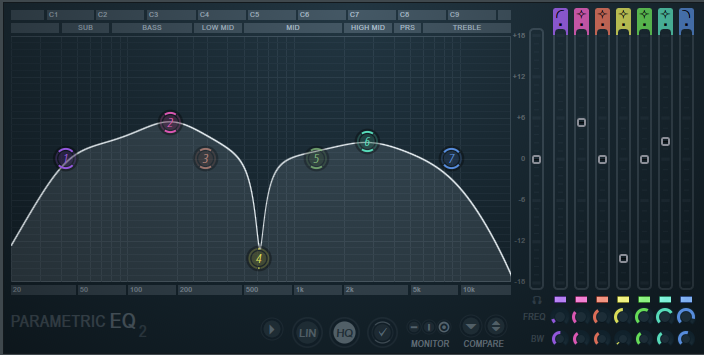 C1 C2 C3 C4 C5 C6 C7 C8 C9
SUB BASS LOW MID MID HIGH MID PRS TREBLE
+18
+12
+6
0
-6
-12
-18
1 2 3 4 5 6 7
20 50 100 200 500 1k 2k 5k 10k
PARAMETRIC EQ 2
LIN HQ
MONITOR COMPARE
FREQ
BW